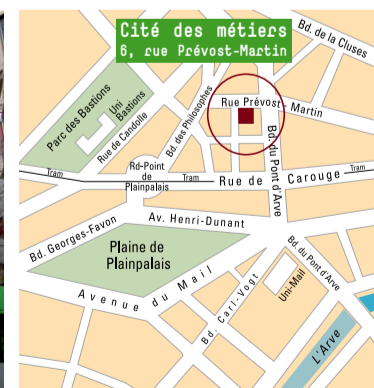 Cité des métiers
6, rue Prévost-Martin
Bd. de la Cluses
Parc des Bastions
Uni
Bastions
Rue de Candolle
Bd. des Philosophes
Rue Prévost - Martin
Bd. du Pont d'Arve
Tram
Rd-Point
de
Plainpalais
Tram
Rue de Carouge
Tram
Bd. Georges-Favon
Av. Henri-Dunant
Plaine de
Plainpalais
Avenue du Mail
Bd. Carl-Vogt
Uni-Mail
Bd. du Pont d'Arve
L'Arve